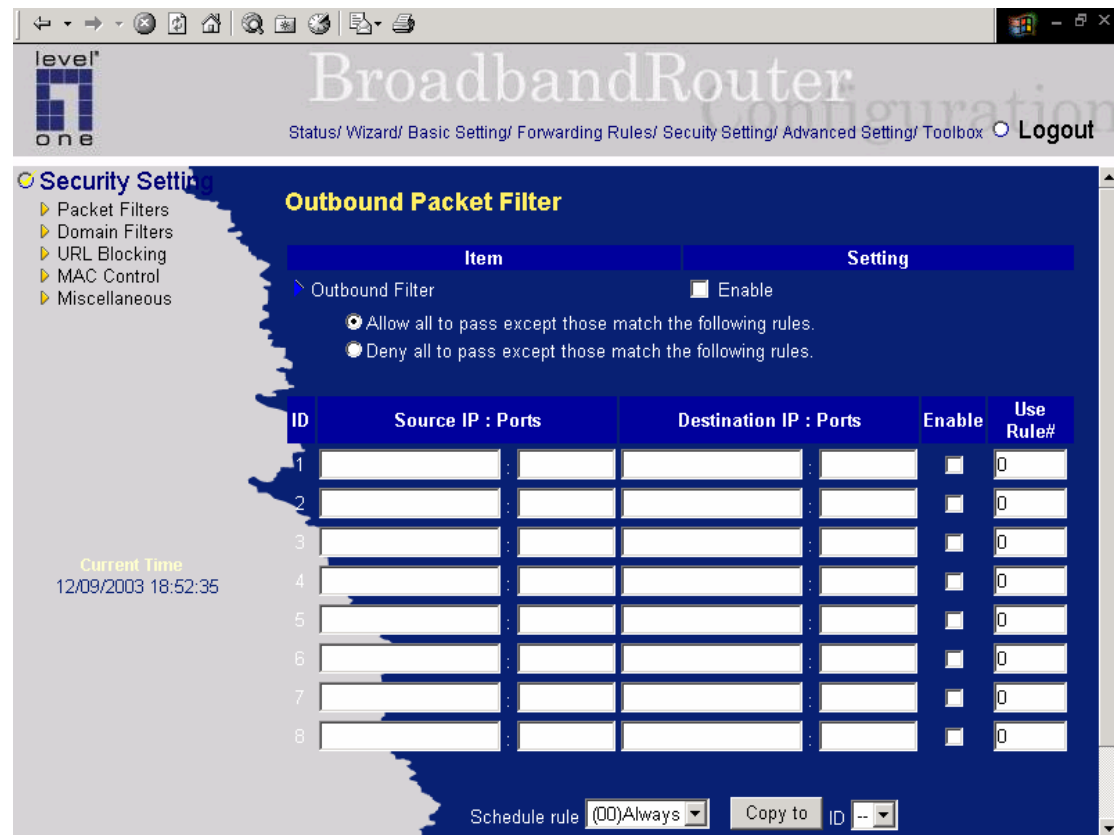 level
one
BroadbandRouter
Configuration
Status/ Wizard/ Basic Setting/ Forwarding Rules/ Secuity Setting/ Advanced Setting/ Toolbox Logout
Security Setting
Packet Filters
Domain Filters
URL Blocking
MAC Control
Miscellaneous
Current Time
12/09/2003 18:52:35
Outbound Packet Filter
Item Setting
Outbound Filter Enable
Allow all to pass except those match the following rules.
Deny all to pass except those match the following rules.
ID Source IP : Ports Destination IP : Ports Enable Use Rule#
1 : : 0
2 : : 0
3 : : 0
4 : : 0
5 : : 0
6 : : 0
7 : : 0
8 : : 0
Schedule rule (00)Always Copy to ID --